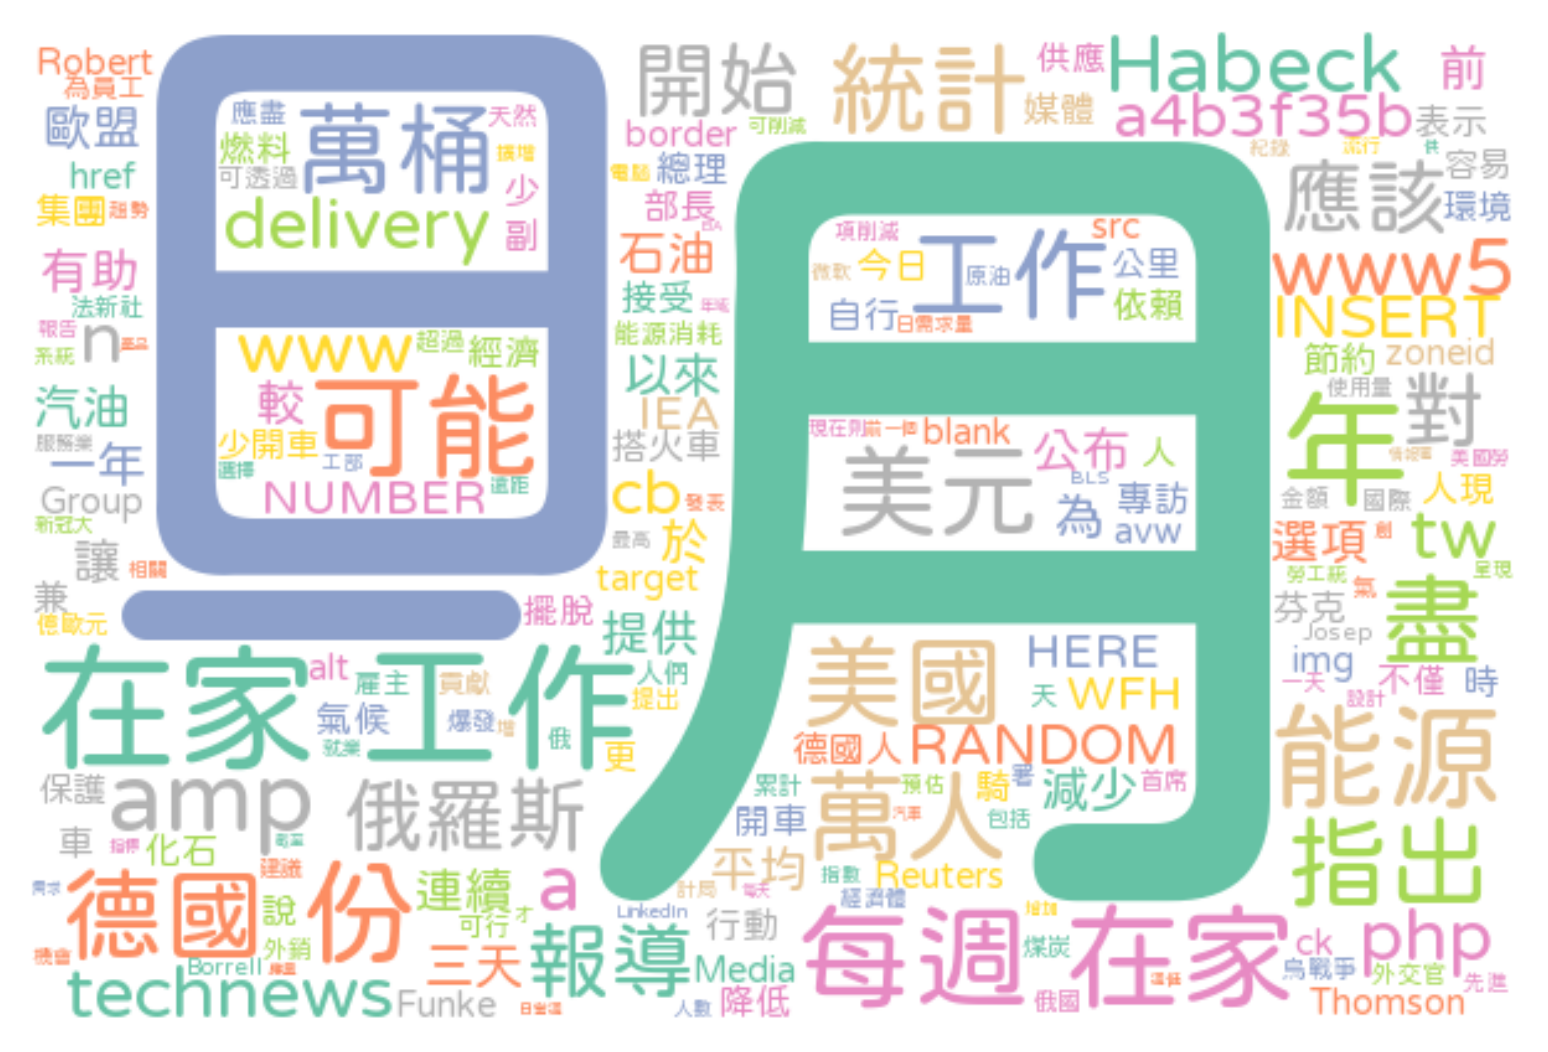 Robert
為員工
歐盟
href
集團
趨勢
有助
法新社
報告
系統
n
產品
汽油
服務業
一年
Group
新冠大
讓
相關
兼
億歐元
日
應盡
萬桶
天然
燃料
擴增
可透過
少
delivery
副
www
超過
經濟
較
可能
少開車
選擇
工部
NUMBER
遠距
開始
統計
供應
Habeck
前
媒體
border
可削減
a4b3f35b
表示
電腦
總理
紀錄
流行
供
容易
部長
應該
環境
石油
www5
接受
INSERT
能源消耗
節約
zoneid
以來
使用量
IEA
年
對
搭火車
美國勞
金額
國際
人現
cb
發表
最高
於
選項
創
tw
target
勞工統
呈現
氣
擺脫
提供
芬克
盡
Josep
img
一天
不僅
時
設計
月
項削減
src
微軟
今日
工作
原油
公里
自行
日需求量
依賴
現在則
前一個
blank
公布
人
美元
BLS
為
專訪
avw
美國
HERE
天
WFH
德國人
RANDOM
累計
預估
騎
署
減少
首席
開車
萬人
汽車
包括
在家工作
alt
雇主
貢獻
人們
提出
氣候
爆發
增
就業
俄
更
能源
保護
amp
俄羅斯
車
指標
化石
平均
指數
Reuters
指出
建議
需求
德國
份
連續
a
計局
每天
經濟體
說
可行
才
LinkedIn
行動
增加
機會
外銷
Borrell
三天
報導
Media
每週
在家
煤炭
ck
php
烏戰爭
外交官
先進
technews
Funke
人數
降低
俄國
Thomson